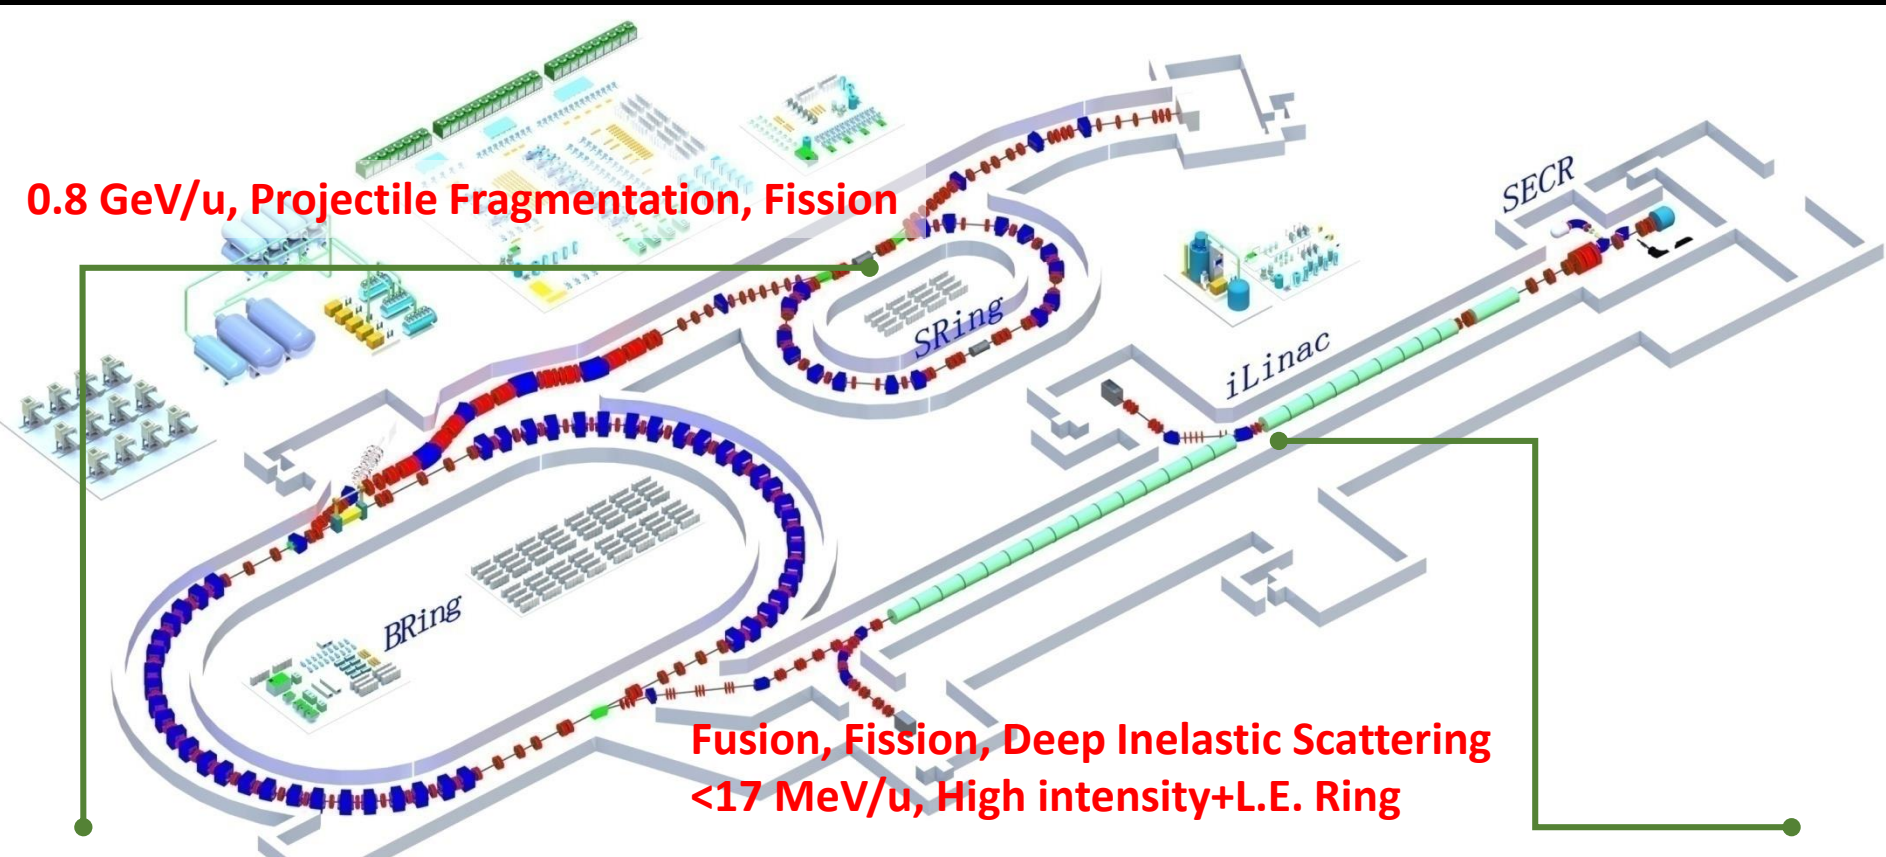 SECR
0.8 GeV/u, Projectile Fragmentation, Fission
SRing
iLinac
BRing
Fusion, Fission, Deep Inelastic Scattering
<17 MeV/u, High intensity+L.E. Ring